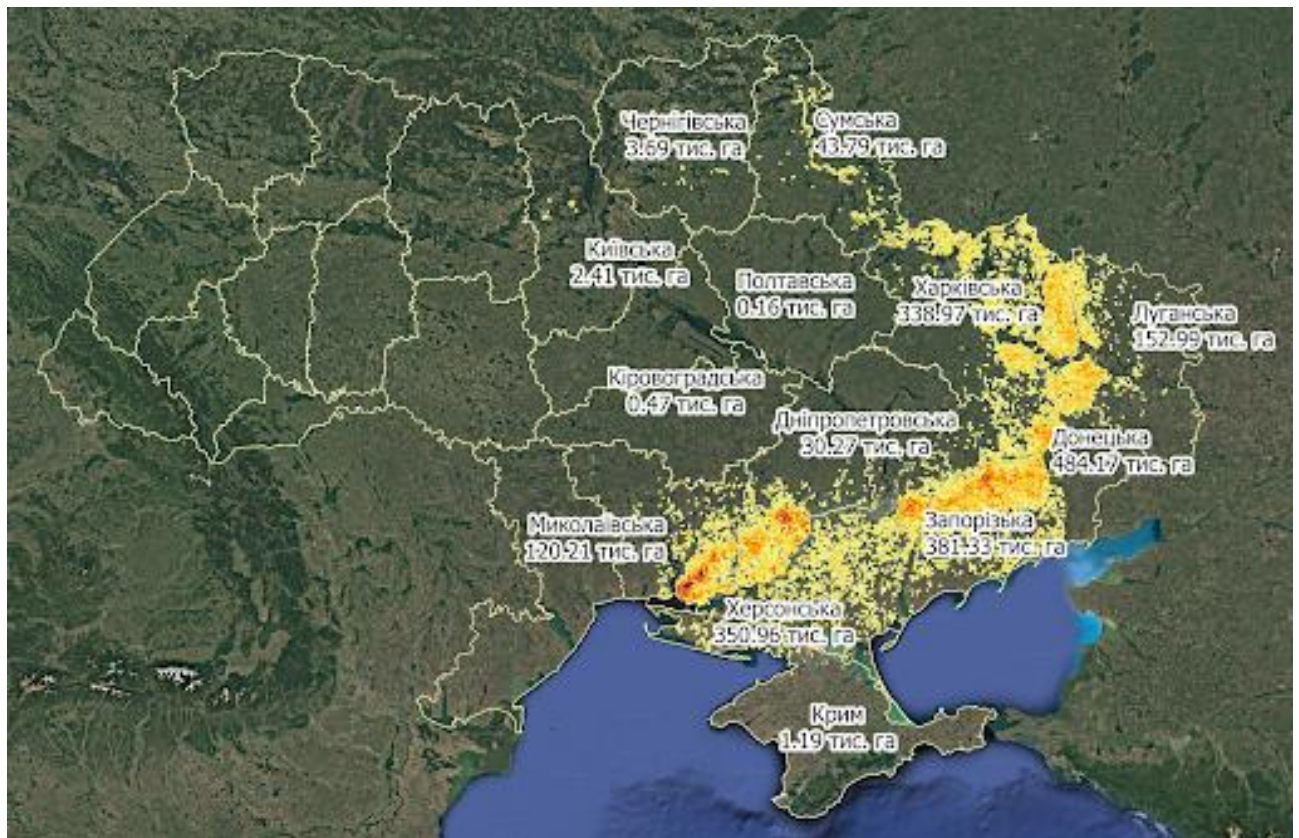 Чернігівська
3.69 тис. га
Сумська
43.79 тис. га
Київська
2.41 тис. га
Полтавська
0.16 тис. га
Харківська
338.97 тис. га
Луганська
152.99 тис. га
Кіровоградська
0.47 тис. га
Дніпропетровська
30.27 тис. га
Донецька
484.17 тис. га
Миколаївська
120.21 тис. га
Запорізька
381.33 тис. га
Херсонська
350.96 тис. га
Крим
1.19 тис. га